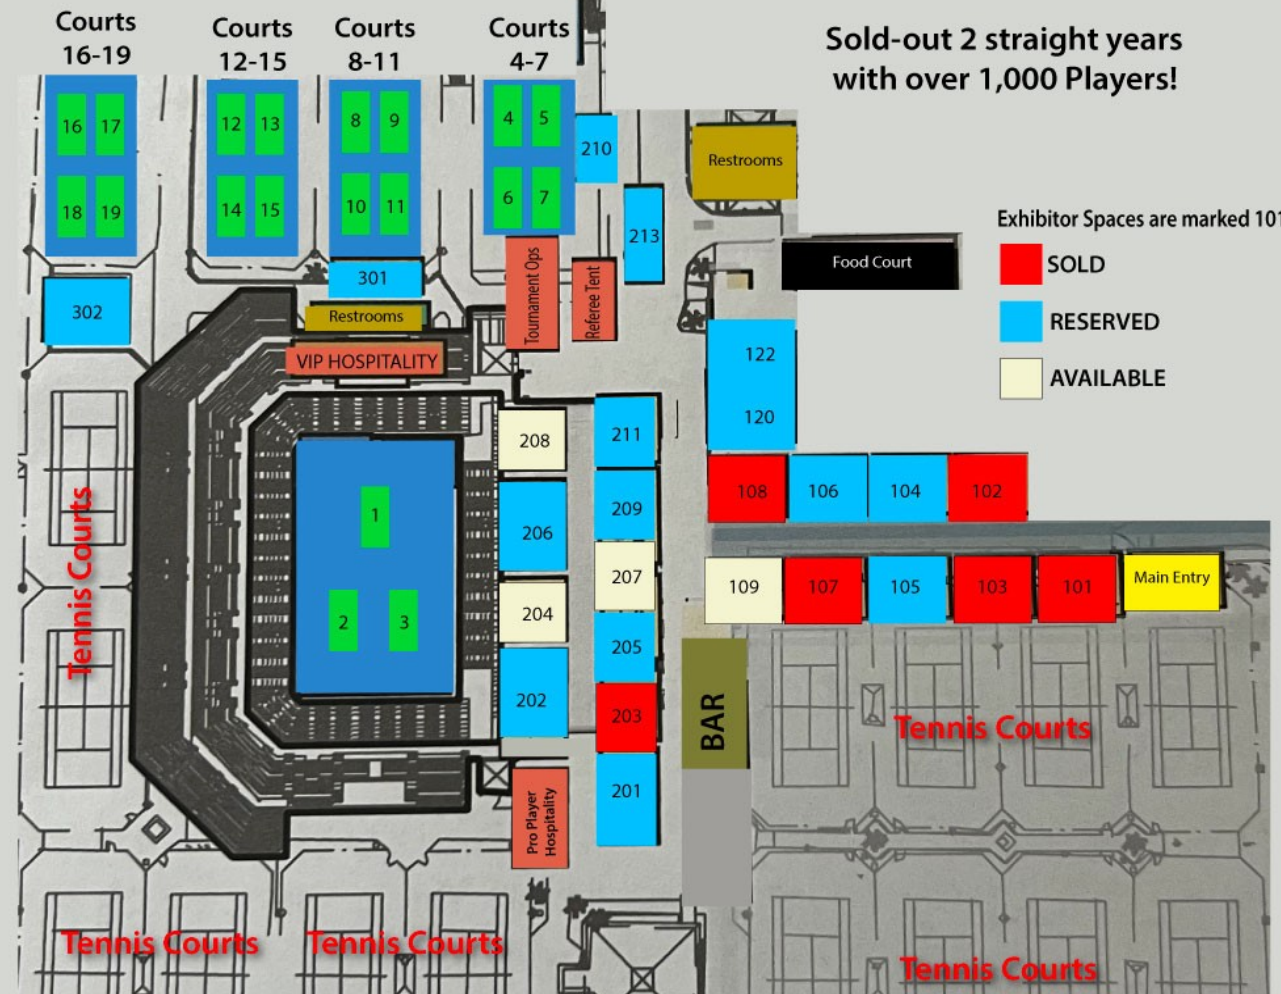 Courts
16-19
Courts
12-15
Courts
8-11
Courts
4-7
Sold-out 2 straight years
with over 1,000 Players!
16 17
18 19
12 13
14 15
8 9
10 11
4 5
6 7
210
Restrooms
213
Exhibitor Spaces are marked 101
SOLD
RESERVED
AVAILABLE
Food Court
302
301
Restrooms
VIP HOSPITALITY
Tournament Ops
Referee Tent
122
120
208
211
206
209
204
207
202
205
203
201
108 106 104 102
109 107 105 103 101 Main Entry
1
2 3
Tennis Courts
BAR
Tennis Courts
Pro Player
Hospitality
Tennis Courts
Tennis Courts
Tennis Courts